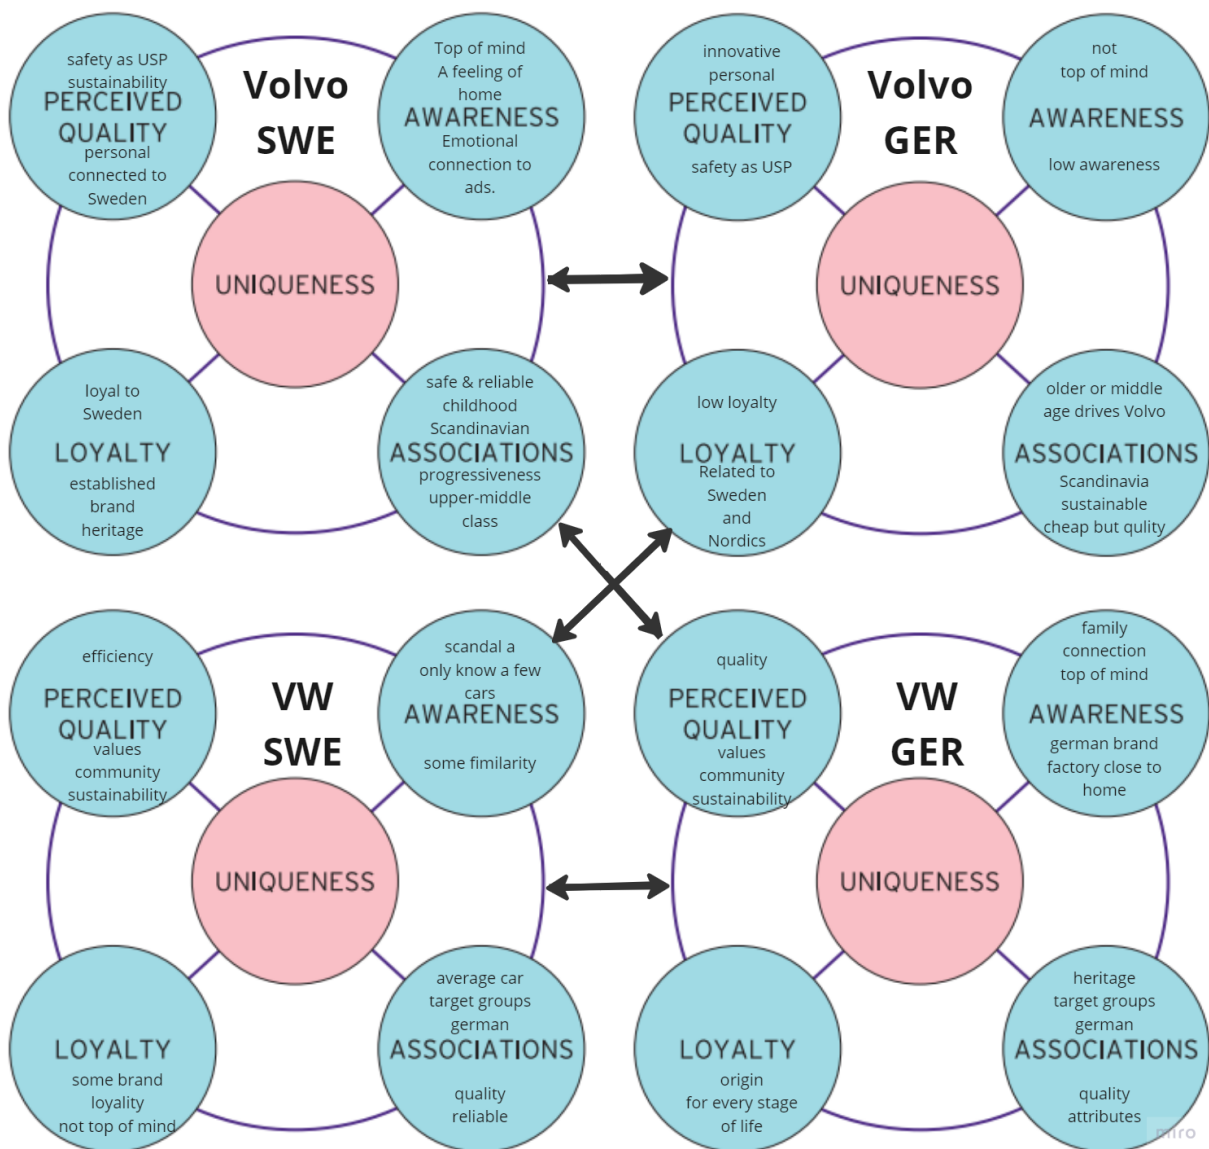 safety as USP
sustainability
PERCEIVED
QUALITY
personal
connected to
Sweden
Volvo
SWE
Top of mind
A feeling of
home
AWARENESS
Emotional
connection to
ads.
UNIQUENESS
loyal to
Sweden
LOYALTY
established
brand
heritage
safe & reliable
childhood
Scandinavian
ASSOCIATIONS
progressiveness
upper-middle
class
innovative
personal
PERCEIVED
QUALITY
safety as USP
Volvo
GER
not
top of mind
AWARENESS
low awareness
UNIQUENESS
low loyalty
LOYALTY
Related to
Sweden
and
Nordics
older or middle
age drives Volvo
ASSOCIATIONS
Scandinavia
sustainable
cheap but qulity
efficiency
PERCEIVED
QUALITY
values
community
sustainability
VW
SWE
scandal a
only know a few
cars
AWARENESS
some fimilarity
UNIQUENESS
LOYALTY
some brand
loyality
not top of mind
average car
target groups
german
ASSOCIATIONS
quality
reliable
quality
PERCEIVED
QUALITY
values
community
sustainability
VW
GER
family
connection
top of mind
AWARENESS
german brand
factory close to
home
UNIQUENESS
LOYALTY
origin
for every stage
of life
heritage
target groups
german
ASSOCIATIONS
quality
attributes
miro